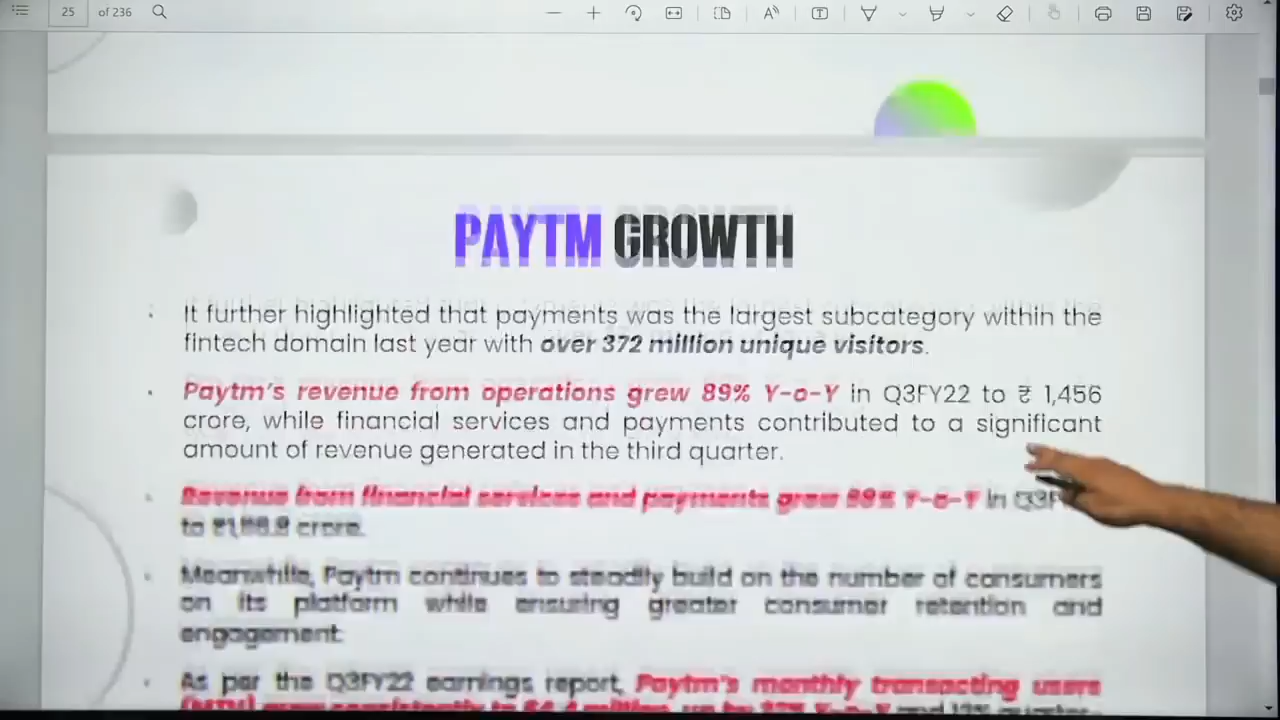 25 of 236
PAYTM GROWTH
It further highlighted that payments was the largest subcategory within the
fintech domain last year with over 372 million unique visitors.
Paytm's revenue from operations grew 89% Y-o-Y in Q3FY22 to ₹ 1,456
crore, while financial services and payments contributed to a significant
amount of revenue generated in the third quarter.
Revenue from financial services and payments grew Y-o-Y in
to crore.
Meanwhile, Paytm continues to steadily build on the number of consumers
on its platform while ensuring greater consumer retention and
engagement.
As per the Q3FY22 earnings report, Paytm's monthly transacting users